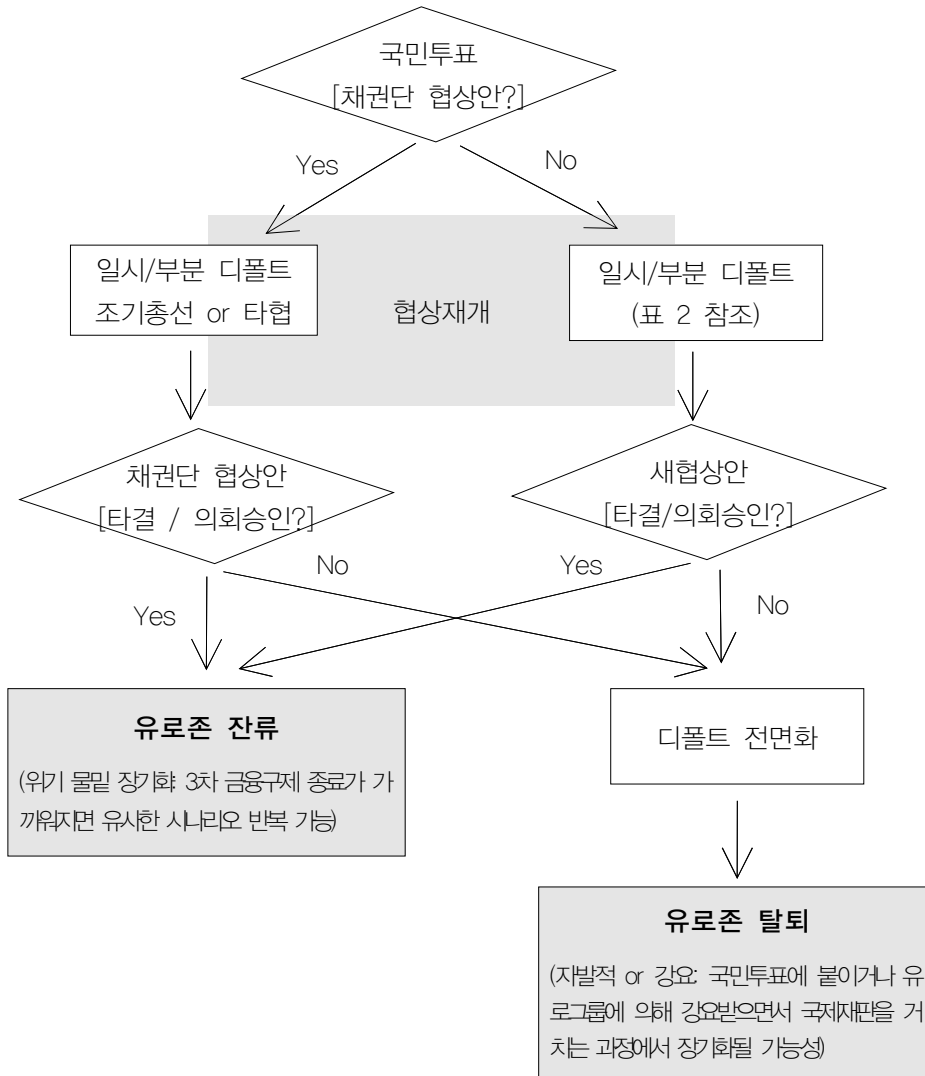 국민투표
[채권단 협상안?]
Yes
No
일시/부분 디폴트
조기총선 or 타협
협상재개
일시/부분 디폴트
(표 2 참조)
채권단 협상안
[타결 / 의회승인?]
새협상안
[타결/의회승인?]
No
Yes
Yes
No
유로존 잔류
(위기 물밑 장기화: 3차 금융구제 종료가 가
까워지면 유사한 시나리오 반복 가능)
디폴트 전면화
유로존 탈퇴
(자발적 or 강요: 국민투표에 붙이거나 유
로그룹에 의해 강요받으면서 국제재판을 거
치는 과정에서 장기화될 가능성)